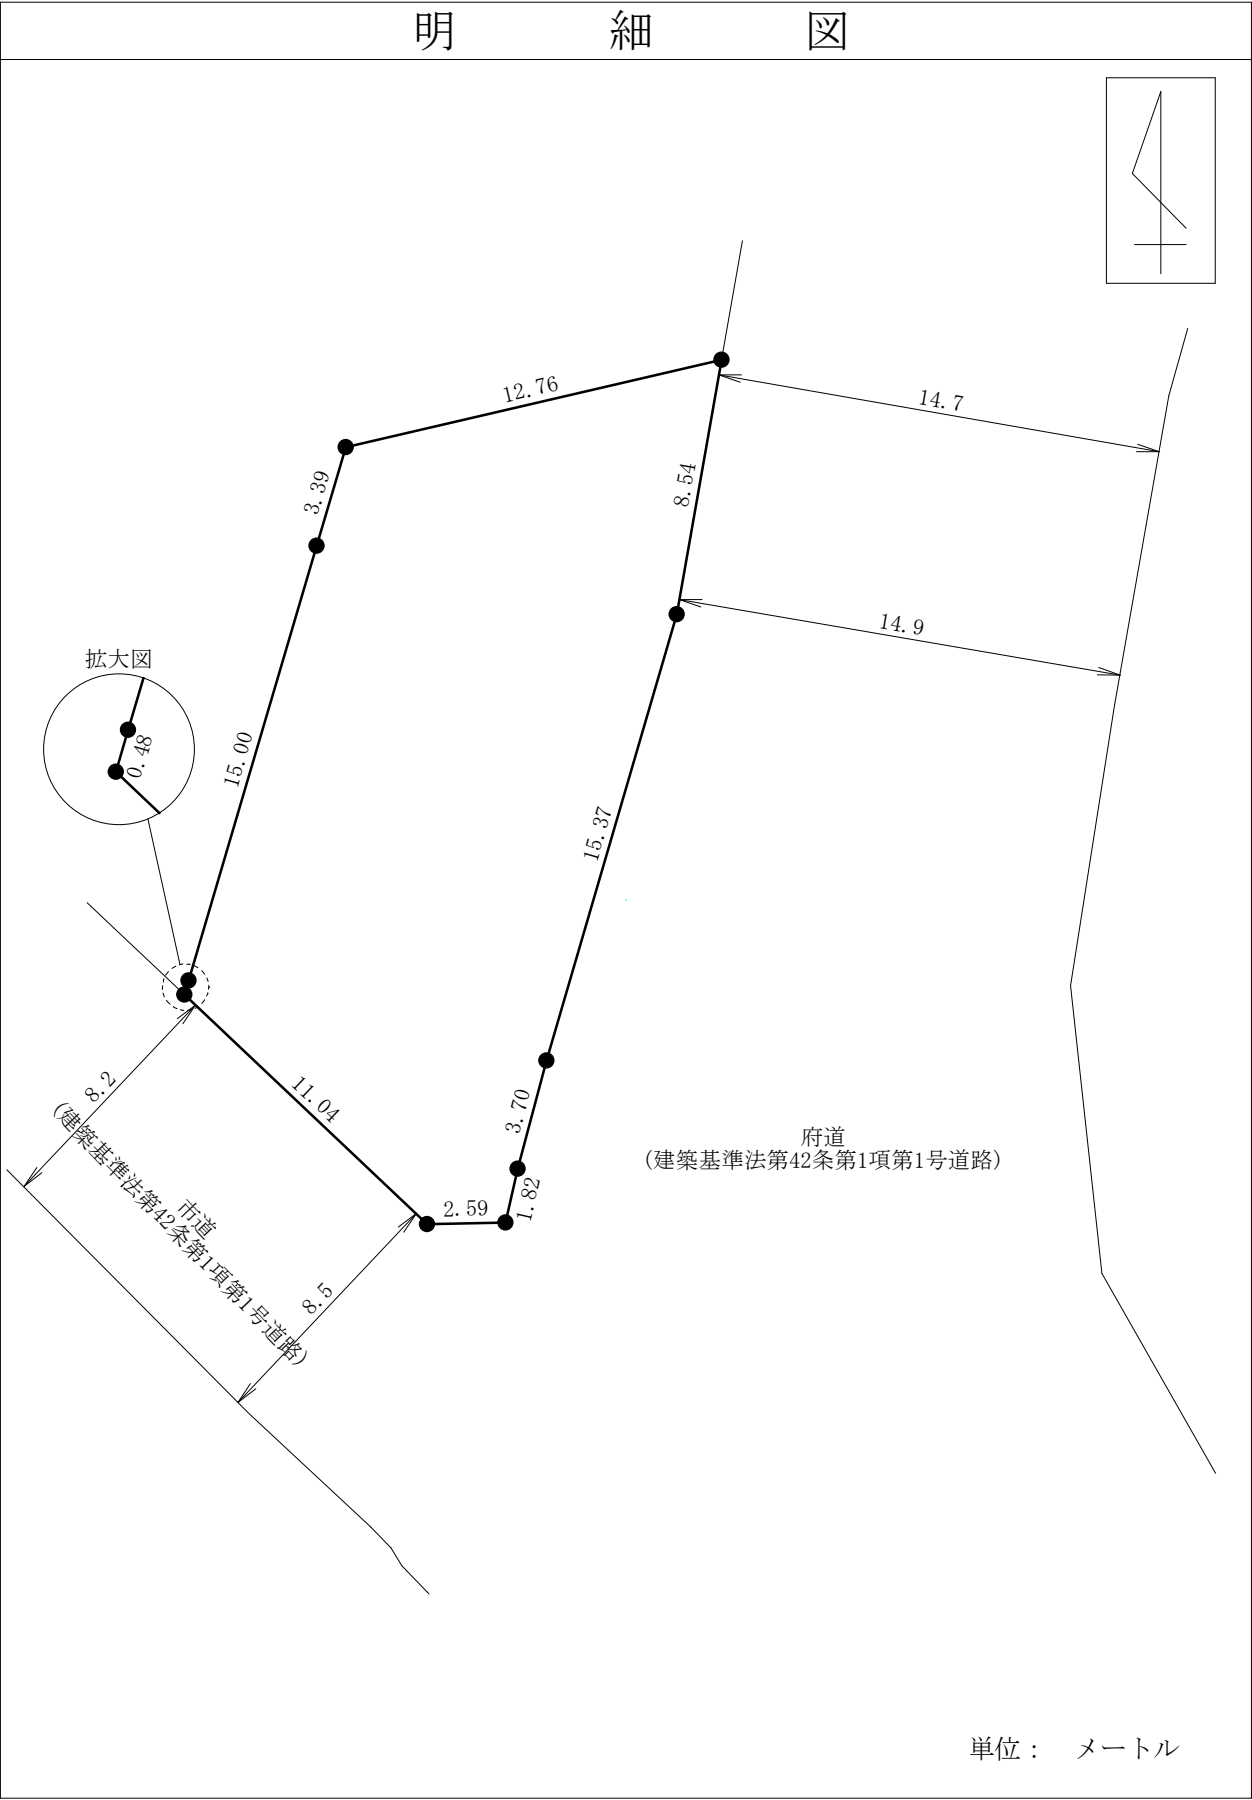 明細図
12.76
14.7
3.39
8.54
14.9
拡大図
0.48
15.00
15.37
8.2
11.04
3.70
府道
(建築基準法第42条第1項第1号道路)
1.82
2.59
市道
(建築基準法第42条第1項第1号道路)
8.5
単位： メートル